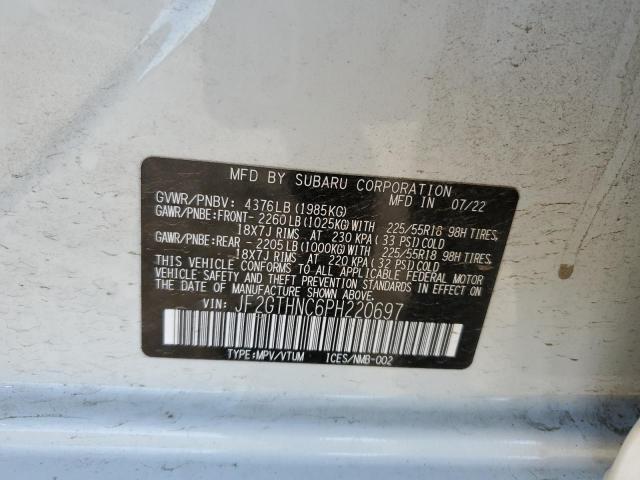 MFD BY SUBARU CORPORATION MFD IN 07/22
GVWR/PNBV: 4376LB(1985KG)
GAWR/PNBE:FRONT- 2260LB(1025KG)WITH 225/55R18 98H TIRES,
18X7J RIMS, AT 230 KPA(33 PSI)COLD
GAWR/PNBE:REAR - 2205LB(1000KG)WITH 225/55R18 98H TIRES,
18X7J RIMS, AT 220 KPA(32 PSI)COLD
THIS VEHICLE CONFORMS TO ALL APPLICABLE FEDERAL MOTOR
VEHICLE SAFETY AND THEFT PREVENTION STANDARDS IN EFFECT ON
THE DATE OF MANUFACTURE SHOWN ABOVE.
VIN: JF2GTHNC6PH220697
TYPE:MPV/VTUM ICES/NMB-002